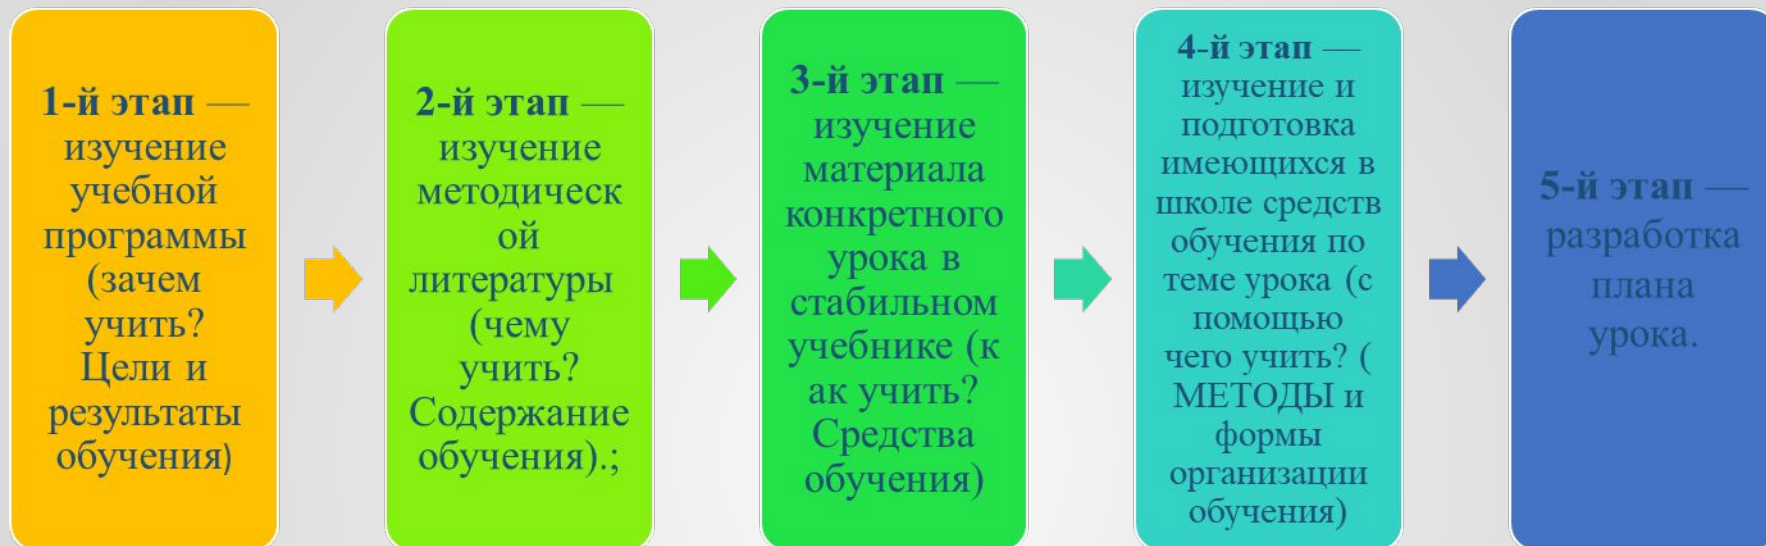 1-й этап —
изучение
учебной
программы
(зачем
учить?
Цели и
результаты
обучения)
2-й этап —
изучение
методическ
ой
литературы
(чему
учить?
Содержание
обучения).;
3-й этап —
изучение
материала
конкретного
урока в
стабильном
учебнике (к
ак учить?
Средства
обучения)
4-й этап —
изучение и
подготовка
имеющихся в
школе средств
обучения по
теме урока (с
помощью
чего учить? (
МЕТОДЫ и
формы
организации
обучения)
5-й этап —
разработка
плана
урока.